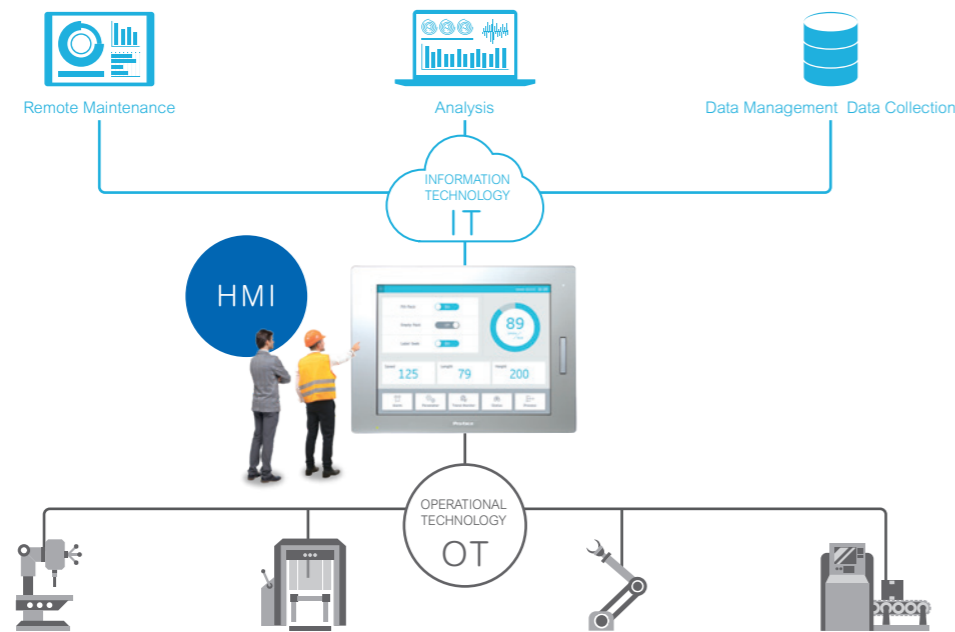 Remote Maintenance
Analysis
Data Management Data Collection
INFORMATION
TECHNOLOGY
IT
HMI
89
125
79
200
OPERATIONAL
TECHNOLOGY
OT